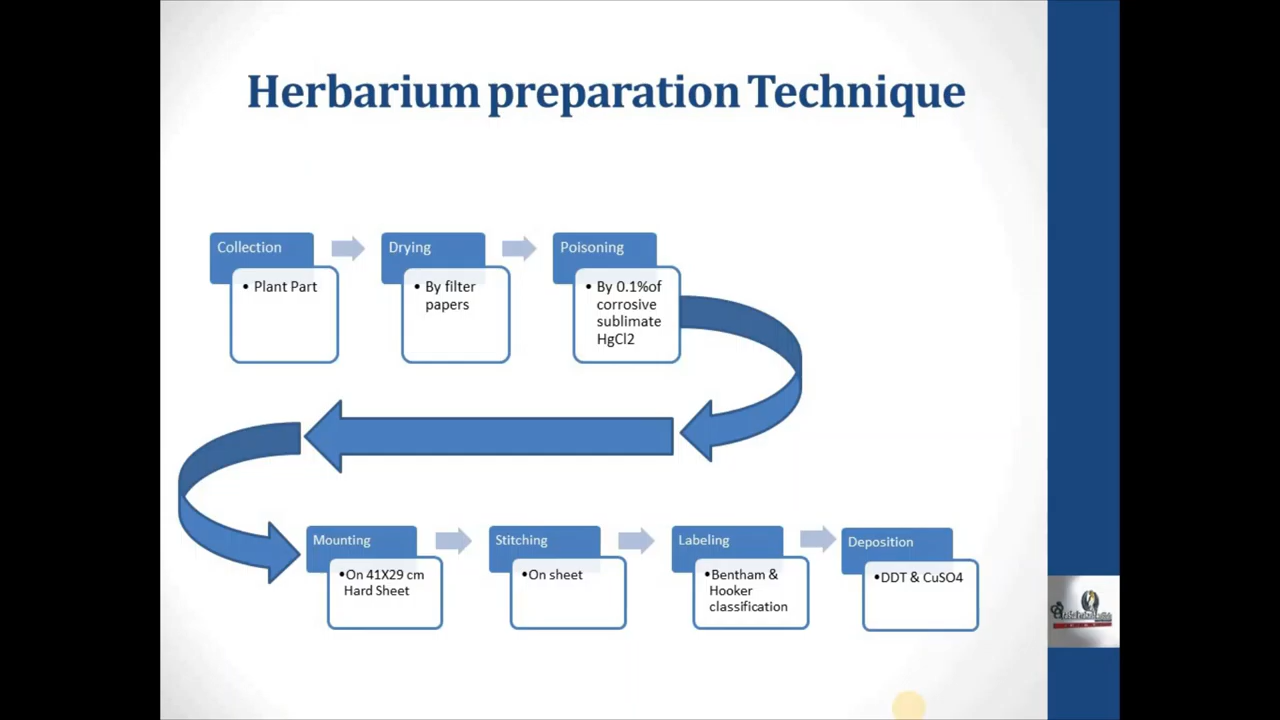 Herbarium preparation Technique
Collection
• Plant Part
Drying
• By filter
papers
Poisoning
• By 0.1%of
corrosive
sublimate
HgCl2
Mounting
•On 41X29 cm
Hard Sheet
Stitching
•On sheet
Labeling
•Bentham &
Hooker
classification
Deposition
•DDT & CuSO4